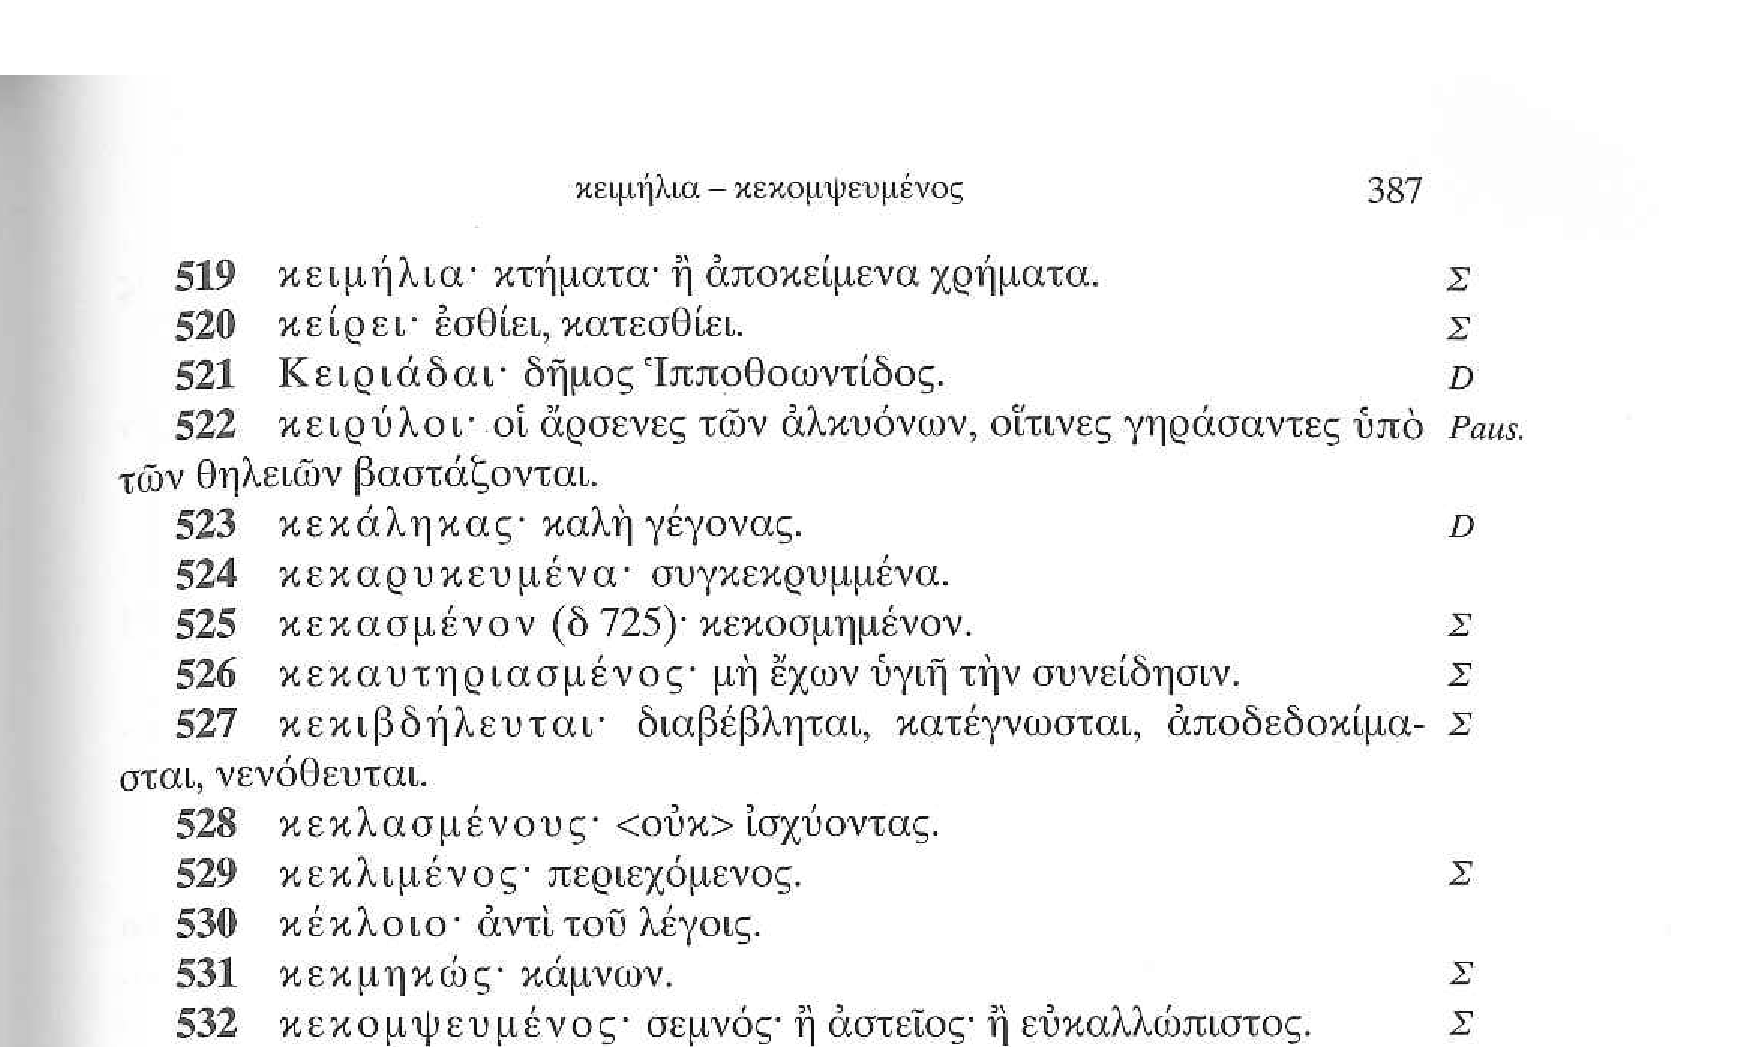 κειμήλια – κεκομψευμένος 387
519 κειμήλια· κτήματα· ἢ ἀποκείμενα χρήματα. Σ
520 κείρει· ἐσθίει, κατεσθίει. Σ
521 Κειριάδαι· δῆμος Ἱπποθοωντίδος. D
522 κειρύλοι· οἱ ἄρσενες τῶν ἀλκυόνων, οἵτινες γηράσαντες ὑπὸ Paus.
τῶν θηλειῶν βαστάζονται.
523 κεκάληκας· καλὴ γέγονας. D
524 κεκαρυκευμένα· συγκεκρυμμένα.
525 κεκασμένον (δ 725)· κεκοσμημένον. Σ
526 κεκαυτηριασμένος· μὴ ἔχων ὑγιῆ τὴν συνείδησιν. Σ
527 κεκιβδήλευται· διαβέβληται, κατέγνωσται, ἀποδεδοκίμα- Σ
σται, νενόθευται.
528 κεκλασμένους· <οὐκ> ἰσχύοντας.
529 κεκλιμένος· περιεχόμενος. Σ
530 κέκλοιο· ἀντὶ τοῦ λέγοις.
531 κεκμηκώς· κάμνων. Σ
532 κεκομψευμένος· σεμνός· ἢ ἀστεῖος· ἢ εὐκαλλώπιστος. Σ